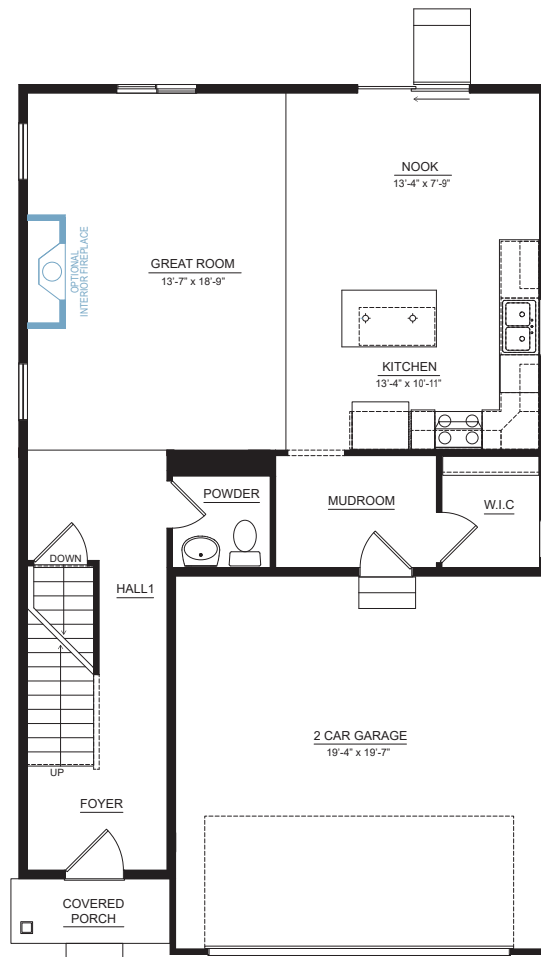 NOOK
13'-4" x 7'-9"
OPTIONAL
INTERIOR FIREPLACE
GREAT ROOM
13'-7" x 18'-9"
KITCHEN
13'-4" x 10'-11"
POWDER
MUDROOM
W.I.C
DOWN
HALL1
2 CAR GARAGE
19'-4" x 19'-7"
UP
FOYER
COVERED
PORCH